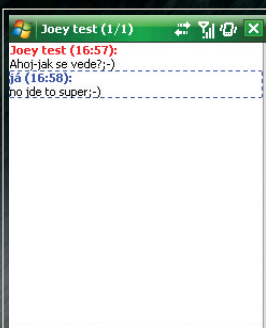 Joey test (1/1)
Joey test (16:57):
Ahoj-jak se vede?;-)
já (16:58):
no jde to super;-)